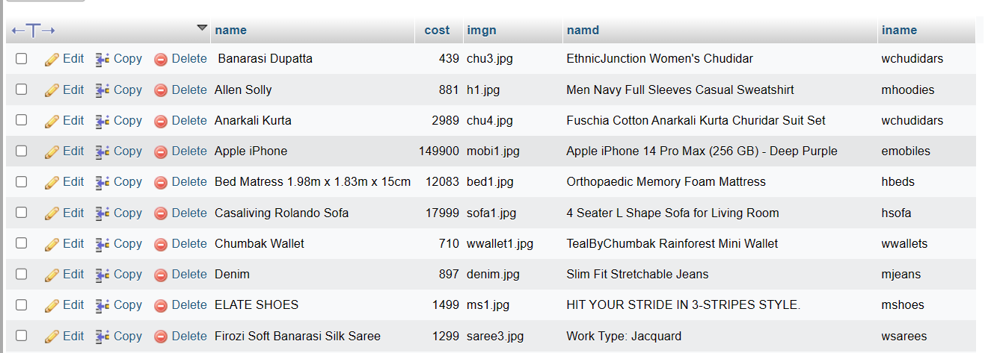 name cost imgn namd iname
Edit Copy Delete Banarasi Dupatta 439 chu3.jpg EthnicJunction Women's Chudidar wchudidars
Edit Copy Delete Allen Solly 881 h1.jpg Men Navy Full Sleeves Casual Sweatshirt mhoodies
Edit Copy Delete Anarkali Kurta 2989 chu4.jpg Fuschia Cotton Anarkali Kurta Churidar Suit Set wchudidars
Edit Copy Delete Apple iPhone 149900 mobi1.jpg Apple iPhone 14 Pro Max (256 GB) - Deep Purple emobiles
Edit Copy Delete Bed Matress 1.98m x 1.83m x 15cm 12083 bed1.jpg Orthopaedic Memory Foam Mattress hbeds
Edit Copy Delete Casaliving Rolando Sofa 17999 sofa1.jpg 4 Seater L Shape Sofa for Living Room hsofa
Edit Copy Delete Chumbak Wallet 710 wwallet1.jpg TealByChumbak Rainforest Mini Wallet wwallets
Edit Copy Delete Denim 897 denim.jpg Slim Fit Stretchable Jeans mjeans
Edit Copy Delete ELATE SHOES 1499 ms1.jpg HIT YOUR STRIDE IN 3-STRIPES STYLE. mshoes
Edit Copy Delete Firozi Soft Banarasi Silk Saree 1299 saree3.jpg Work Type: Jacquard wsarees